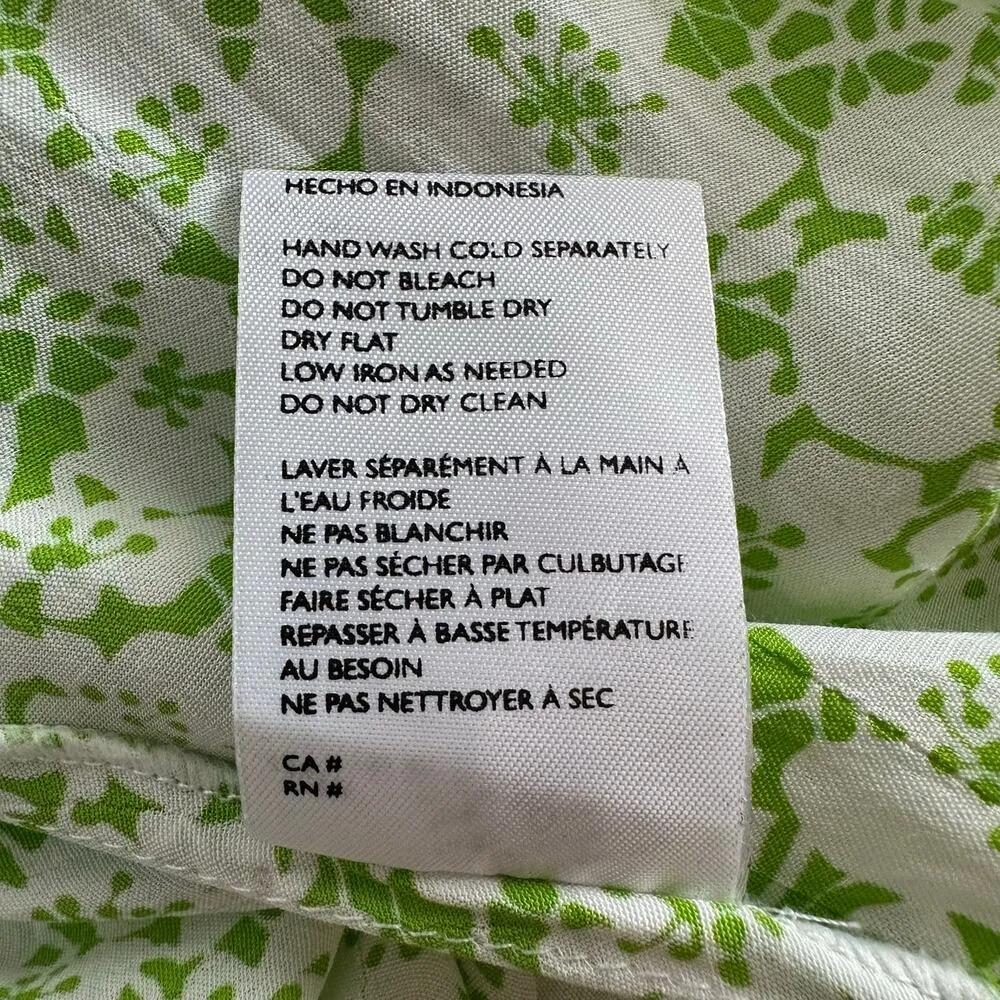 HECHO EN INDONESIA
HAND WASH COLD SEPARATELY
DO NOT BLEACH
DO NOT TUMBLE DRY
DRY FLAT
LOW IRON AS NEEDED
DO NOT DRY CLEAN
LAVER SÉPARÉMENT À LA MAIN À
L'EAU FROIDE
NE PAS BLANCHIR
NE PAS SÉCHER PAR CULBUTAGE
FAIRE SÉCHER À PLAT
REPASSER À BASSE TEMPÉRATURE
AU BESOIN
NE PAS NETTROYER À SEC
CA #
RN #